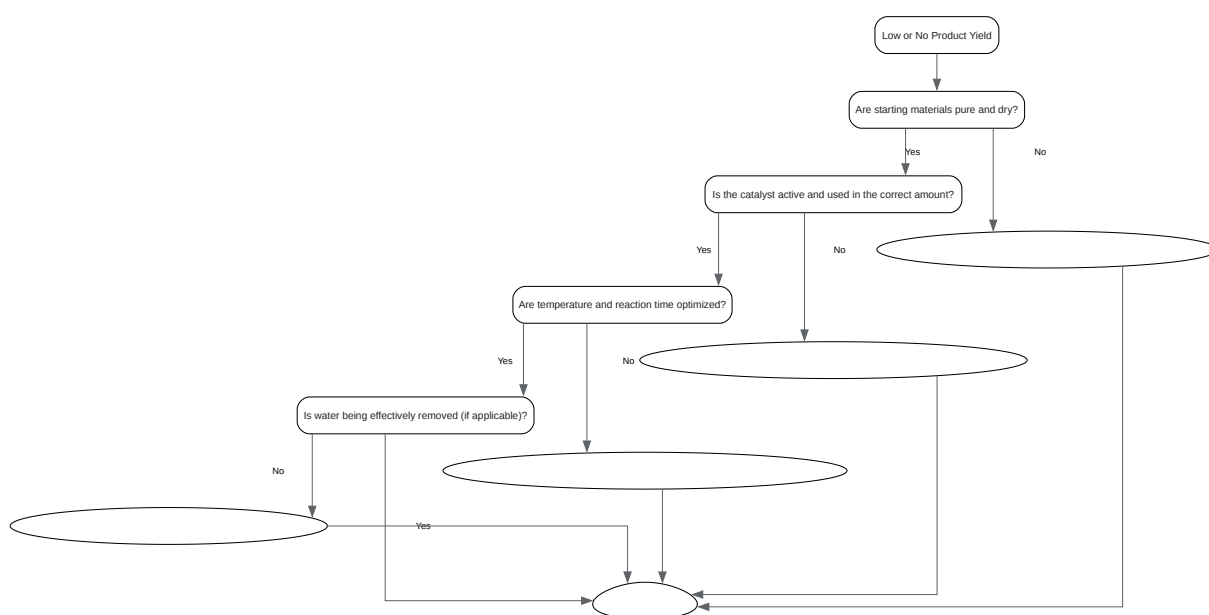 Low or No Product Yield
Are starting materials pure and dry?
Yes
No
Is the catalyst active and used in the correct amount?
Yes
No
Are temperature and reaction time optimized?
Yes
No
Is water being effectively removed (if applicable)?
No
Yes